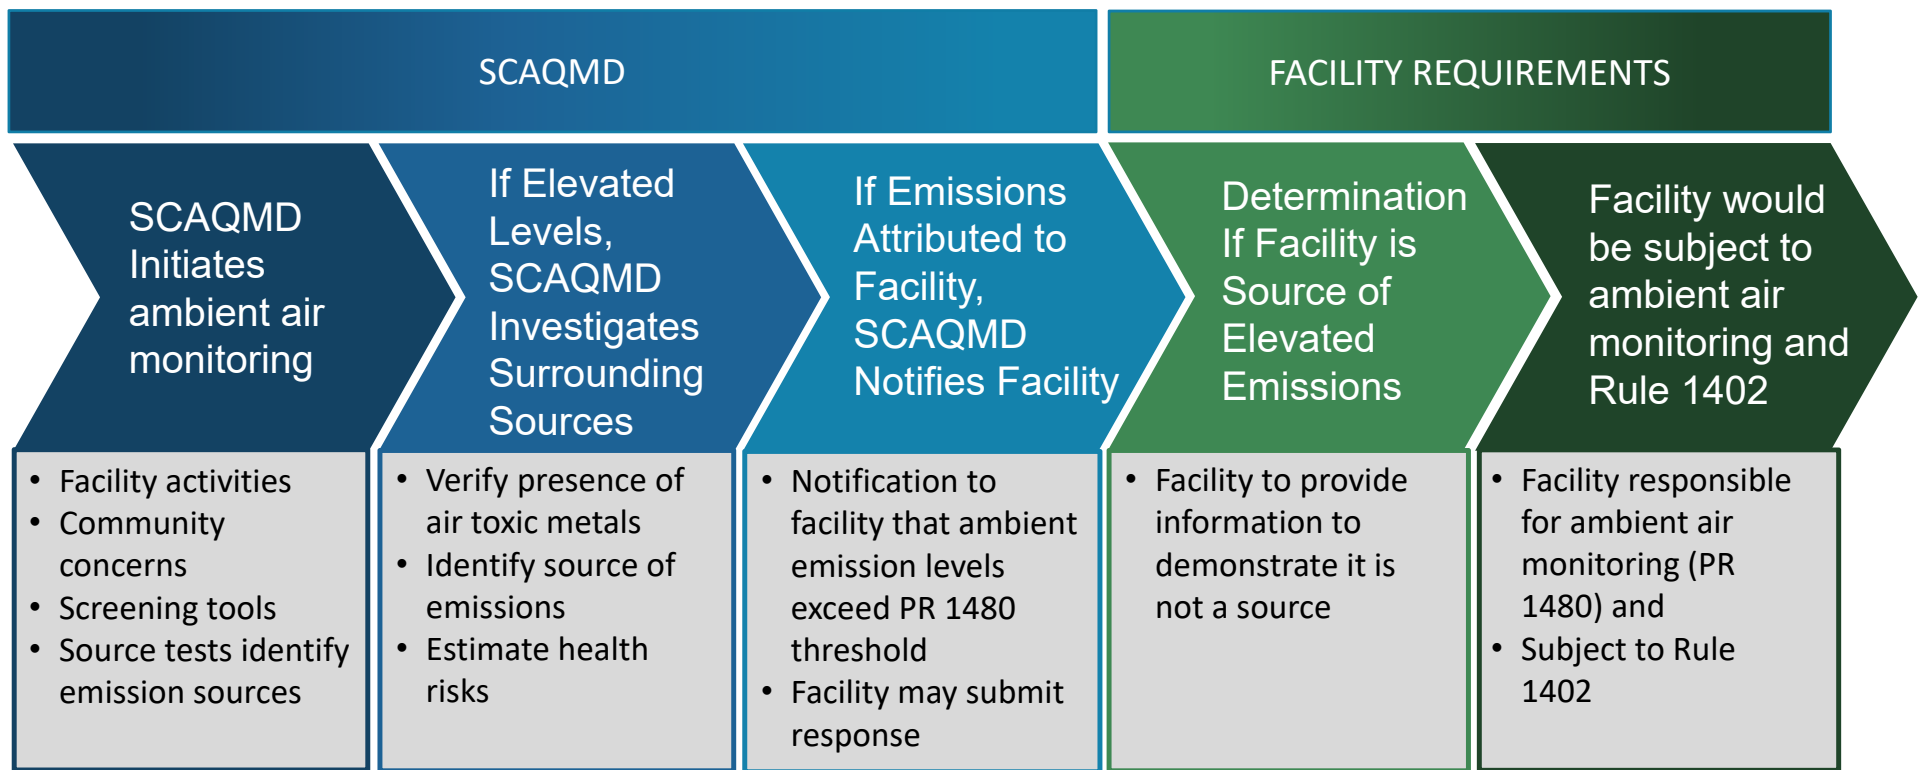 SCAQMD
FACILITY REQUIREMENTS
SCAQMD
Initiates
ambient air
monitoring
If Elevated
Levels,
SCAQMD
Investigates
Surrounding
Sources
If Emissions
Attributed to
Facility,
SCAQMD
Notifies Facility
Determination
If Facility is
Source of
Elevated
Emissions
Facility would
be subject to
ambient air
monitoring and
Rule 1402
• Facility activities
• Community
concerns
• Screening tools
• Source tests identify
emission sources
• Verify presence of
air toxic metals
• Identify source of
emissions
• Estimate health
risks
• Notification to
facility that ambient
emission levels
exceed PR 1480
threshold
• Facility may submit
response
• Facility to provide
information to
demonstrate it is
not a source
• Facility responsible
for ambient air
monitoring (PR
1480) and
• Subject to Rule
1402